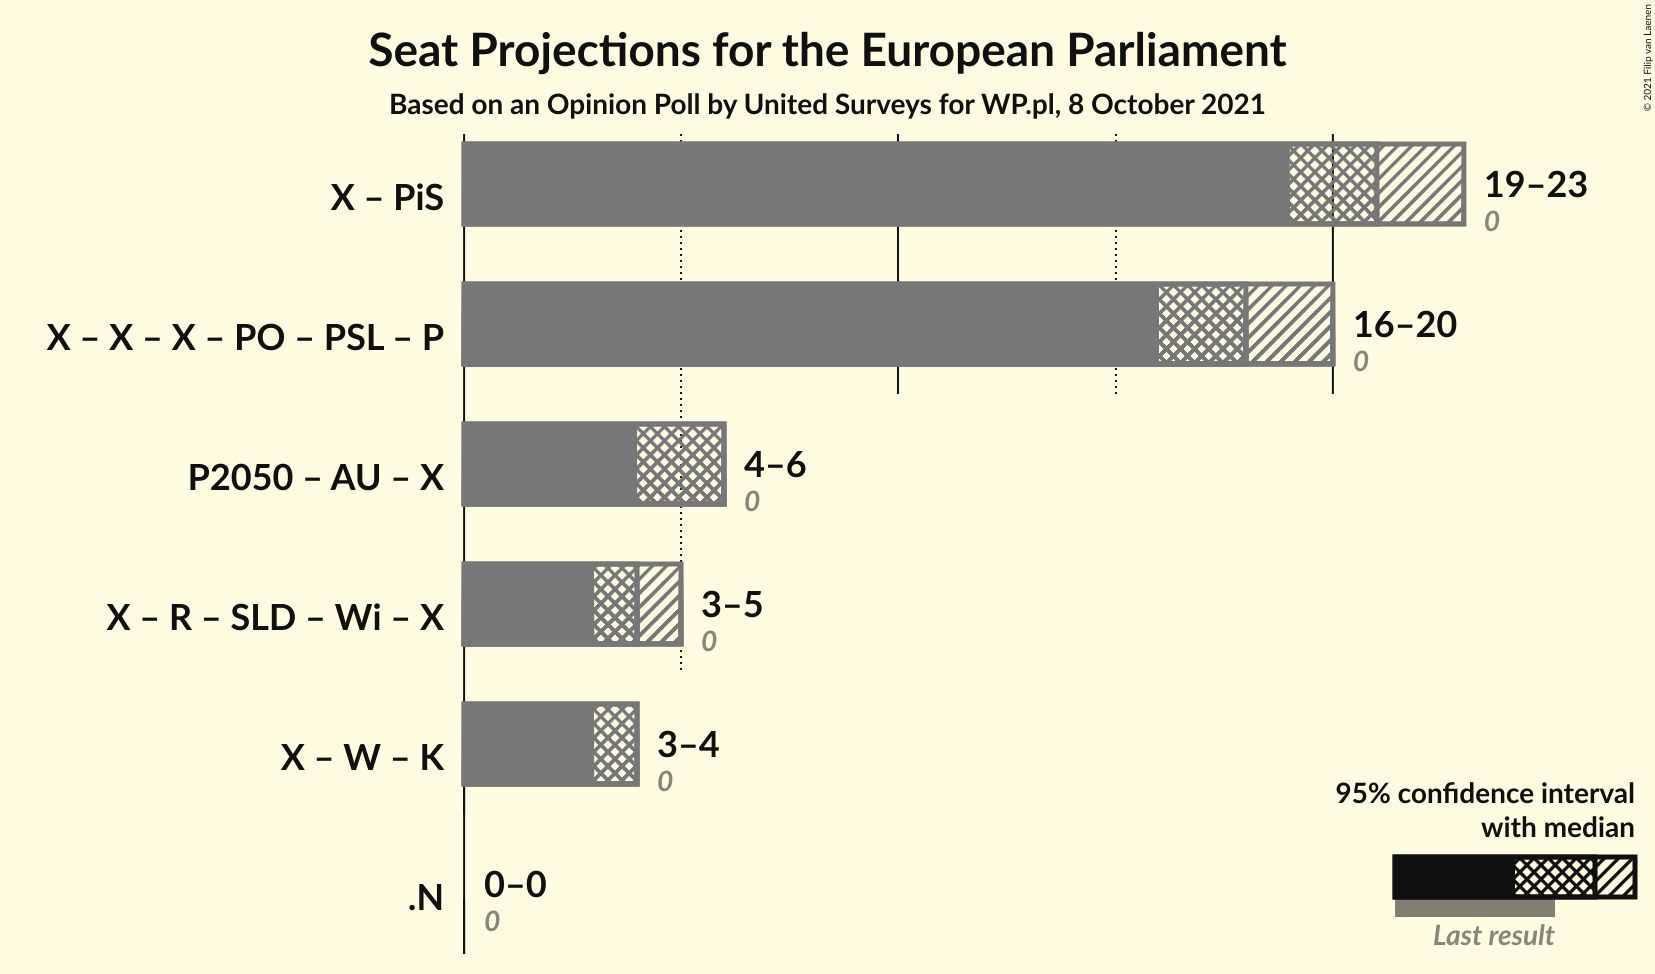 Seat Projections for the European Parliament
Based on an Opinion Poll by United Surveys for WP.pl, 8 October 2021
© 2021 Filip van Laenen
X – PiS
19–23
0
X – X – X – PO – PSL – P
16–20
0
P2050 – AU – X
4–6
0
X – R – SLD – Wi – X
3–5
0
X – W – K
3–4
0
.N
0–0
0
95% confidence interval
with median
Last result